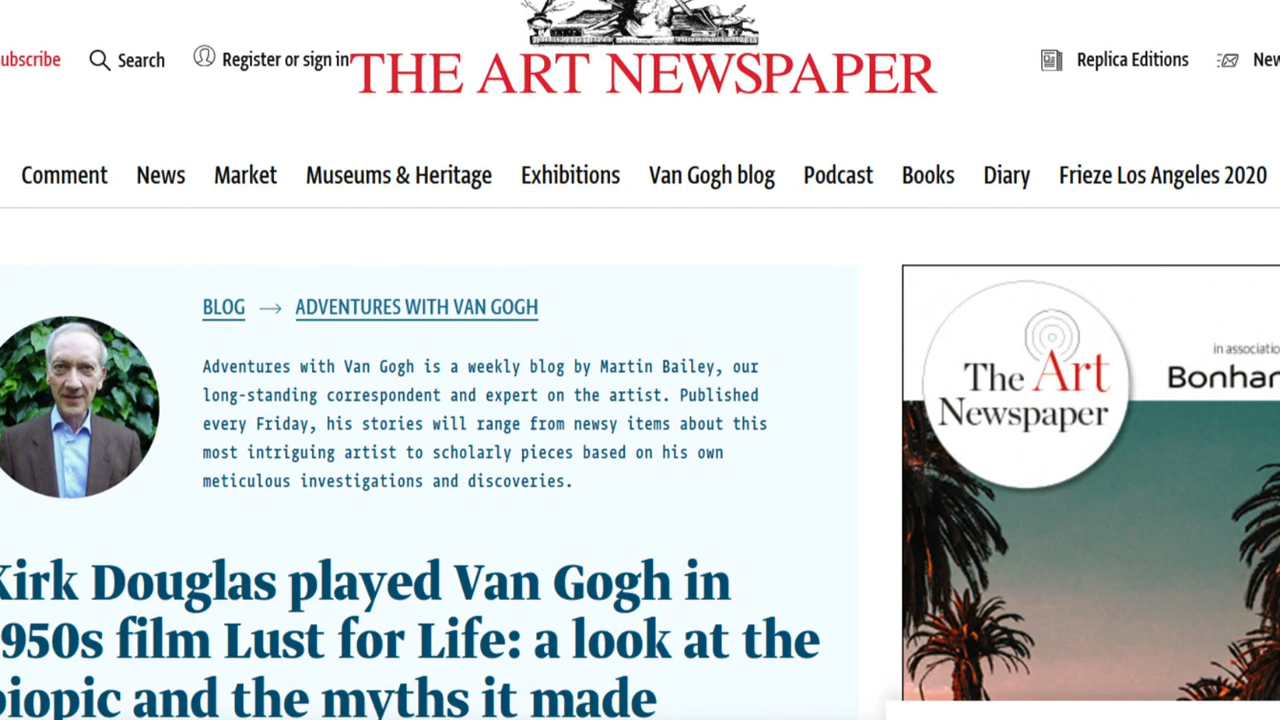 ubscribe
Search
Register or sign in
THE ART NEWSPAPER
Replica Editions
New
Comment
News
Market
Museums & Heritage
Exhibitions
Van Gogh blog
Podcast
Books
Diary
Frieze Los Angeles 2020
BLOG → ADVENTURES WITH VAN GOGH
Adventures with Van Gogh is a weekly blog by Martin Bailey, our
long-standing correspondent and expert on the artist. Published
every Friday, his stories will range from newsy items about this
most intriguing artist to scholarly pieces based on his own
meticulous investigations and discoveries.
Kirk Douglas played Van Gogh in
950s film Lust for Life: a look at the
biopic and the myths it made
The Art
Newspaper
in associatio
Bonhar